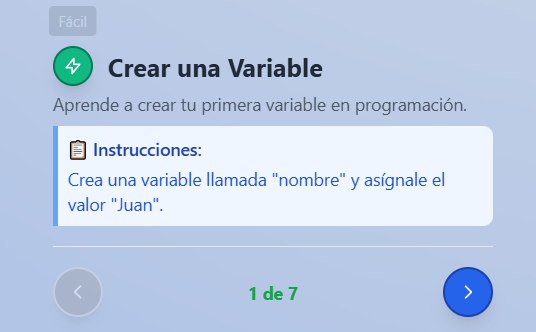 Fácil
Crear una Variable
Aprende a crear tu primera variable en programación.
📋 Instrucciones:
Crea una variable llamada "nombre" y asígnale el
valor "Juan".
1 de 7